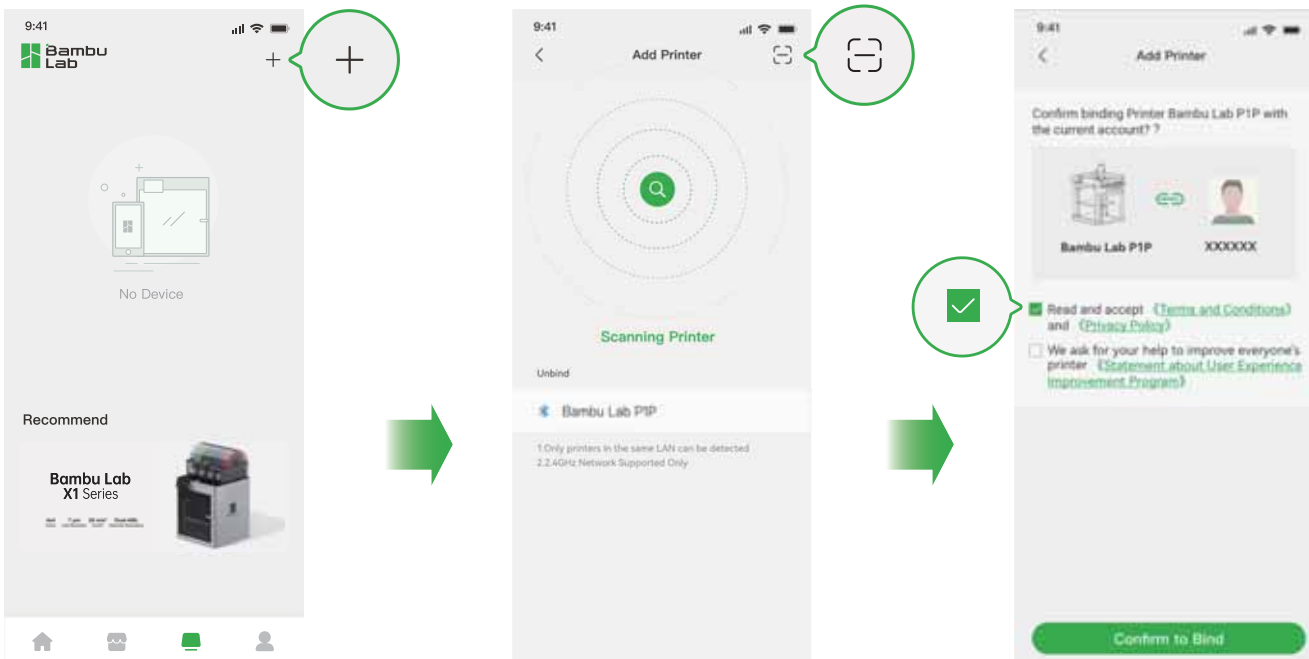 9:41
Bambu
Lab
No Device
Recommend
Bambu Lab
X1 Series
9:41
Add Printer
Scanning Printer
Unbind
Bambu Lab P1P
1.Only printers in the same LAN can be detected
2.2.4GHz Network Supported Only
9:41
Add Printer
Confirm binding Printer Bambu Lab P1P with
the current account? ?
Bambu Lab P1P XXXXXX
Read and accept 《Terms and Conditions》
and 《Privacy Policy》
We ask for your help to improve everyone's
printer 《Statement about User Experience
Improvement Program》
Confirm to Bind